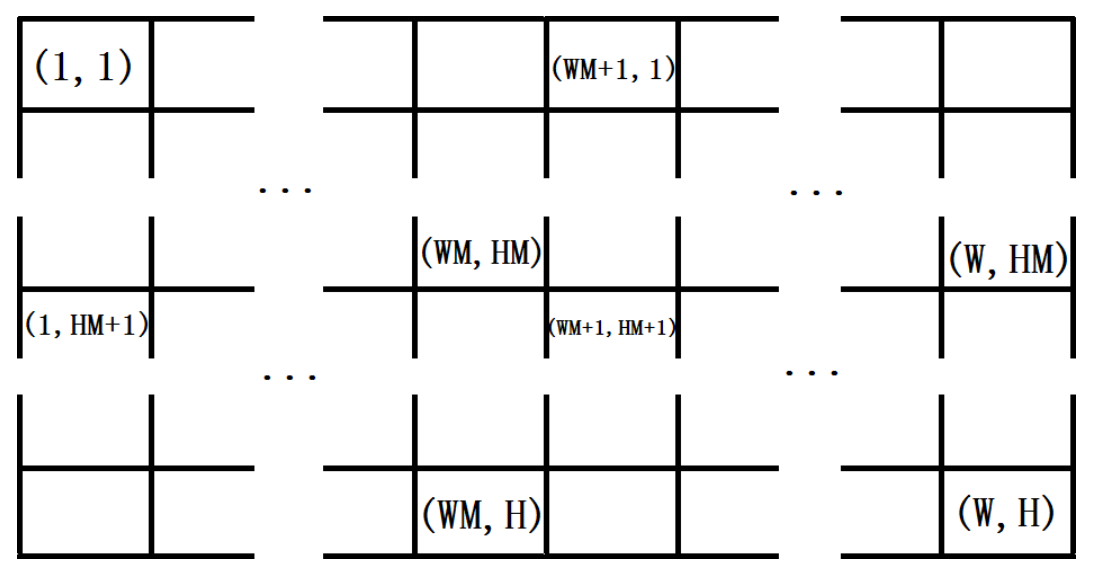 (1, 1)
(WM+1, 1)
...
...
(WM, HM)
(W, HM)
(1, HM+1)
(WM+1, HM+1)
...
...
(WM, H)
(W, H)